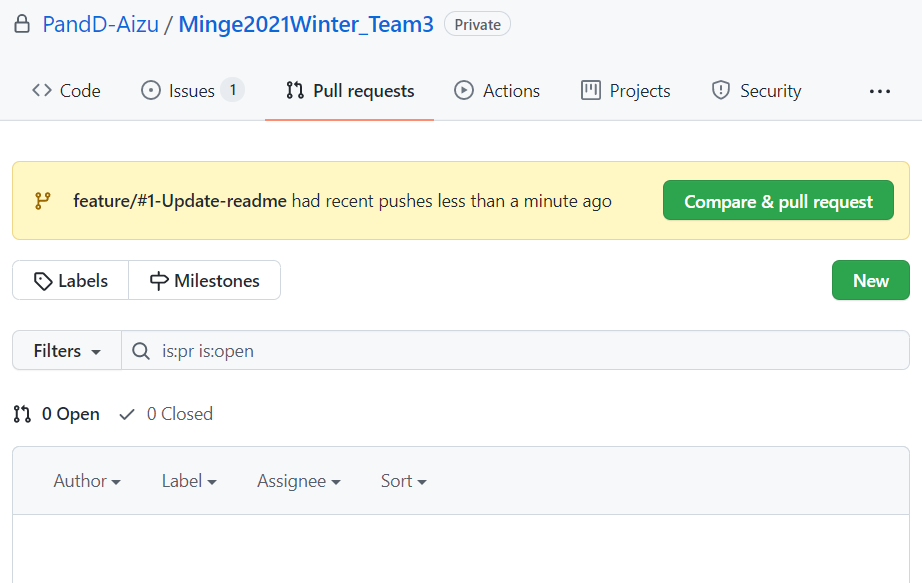 PandD-Aizu / Minge2021Winter_Team3 Private
Code Issues 1 Pull requests Actions Projects Security ...
feature/#1-Update-readme had recent pushes less than a minute ago Compare & pull request
Labels Milestones New
Filters is:pr is:open
0 Open 0 Closed
Author Label Assignee Sort